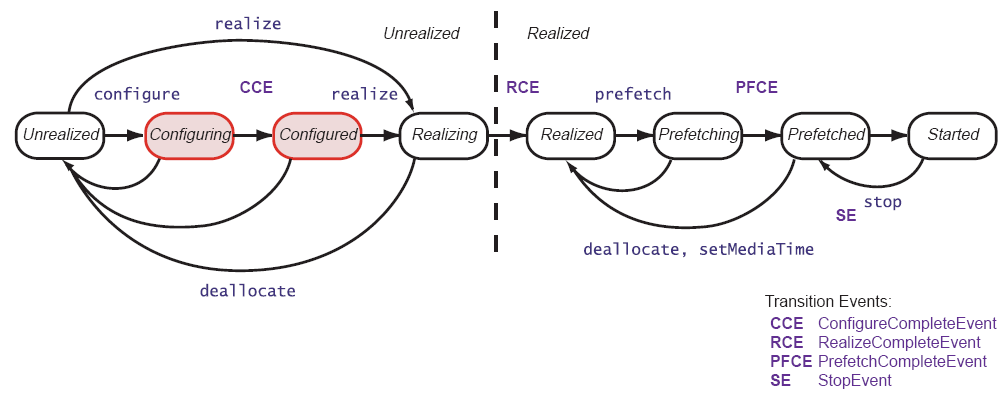 realize
Unrealized
Realized
configure
CCE
realize
RCE
prefetch
PFCE
Unrealized
Configuring
Configured
Realizing
Realized
Prefetching
Prefetched
Started
stop
SE
deallocate, setMediaTime
deallocate
Transition Events:
CCE ConfigureCompleteEvent
RCE RealizeCompleteEvent
PFCE PrefetchCompleteEvent
SE StopEvent